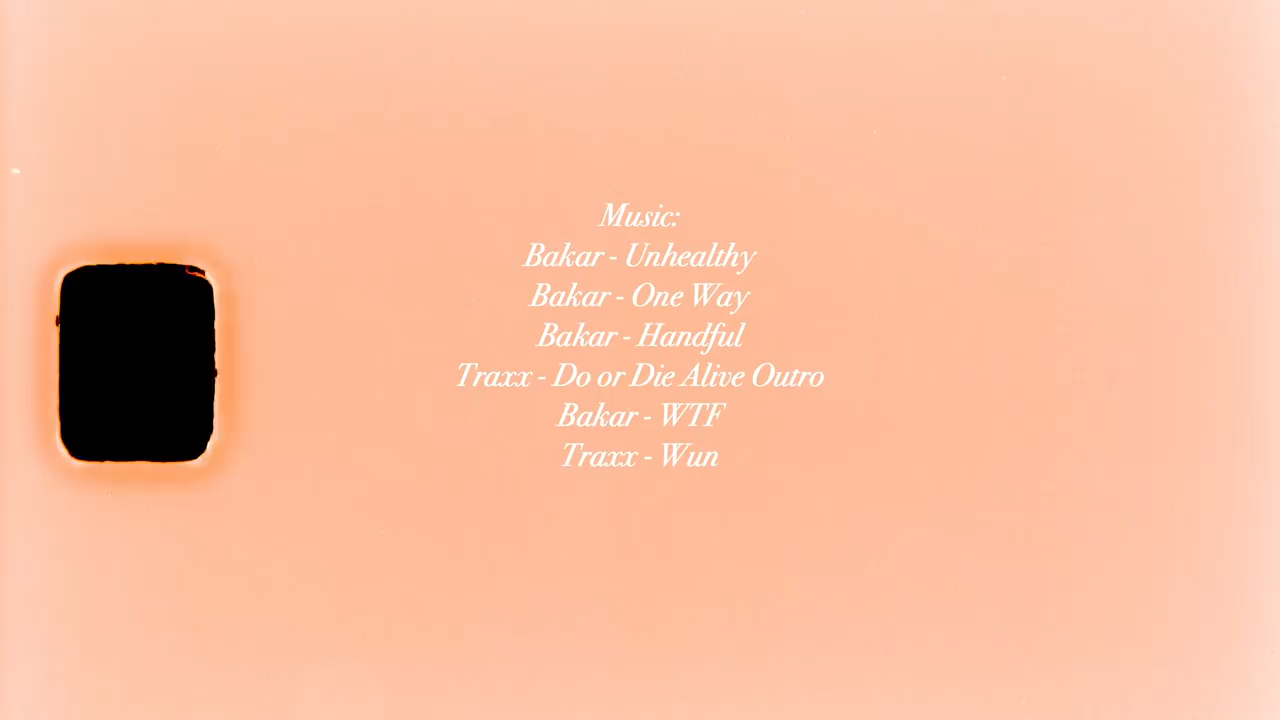 Music:
Bakar - Unhealthy
Bakar - One Way
Bakar - Handful
Traxx - Do or Die Alive Outro
Bakar - WTF
Traxx - Wun